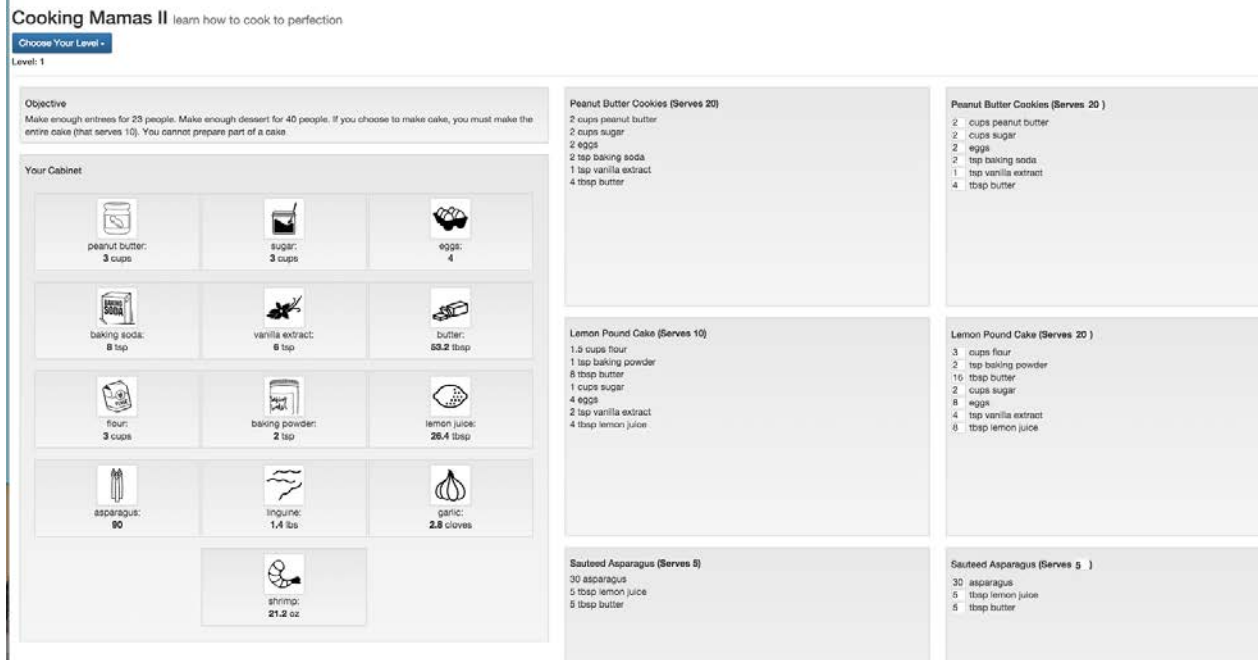 Cooking Mamas II learn how to cook to perfection
Choose Your Level
Level: 1
Objective
Make enough entrees for 23 people. Make enough dessert for 40 people. If you choose to make cake, you must make the
entire cake (that serves 10). You cannot prepare part of a cake
Your Cabinet
peanut butter:
3 cups
sugar:
3 cups
eggs:
4
BAKING SODA
baking soda:
8 tsp
vanilla extract:
6 tsp
butter:
53.2 tbsp
flour:
3 cups
baking powder:
2 tsp
lemon juice:
26.4 tbsp
asparagus:
90
linguine:
1.4 lbs
garlic:
2.8 cloves
shrimp:
21.2 oz
Peanut Butter Cookies (Serves 20)
2 cups peanut butter
2 cups sugar
2 eggs
2 tsp baking soda
1 tsp vanilla extract
4 tbsp butter
Lemon Pound Cake (Serves 10)
1.5 cups flour
1 tsp baking powder
8 tbsp butter
1 cups sugar
4 eggs
2 tsp vanilla extract
4 tbsp lemon juice
Sauteed Asparagus (Serves 5)
30 asparagus
5 tbsp lemon juice
5 tbsp butter
Peanut Butter Cookies (Serves 20 )
2 cups peanut butter
2 cups sugar
2 eggs
2 tsp baking soda
1 tsp vanilla extract
4 tbsp butter
Lemon Pound Cake (Serves 20 )
3 cups flour
2 tsp baking powder
16 tbsp butter
2 cups sugar
8 eggs
4 tsp vanilla extract
8 tbsp lemon juice
Sauteed Asparagus (Serves 5 )
30 asparagus
5 tbsp lemon juice
5 tbsp butter